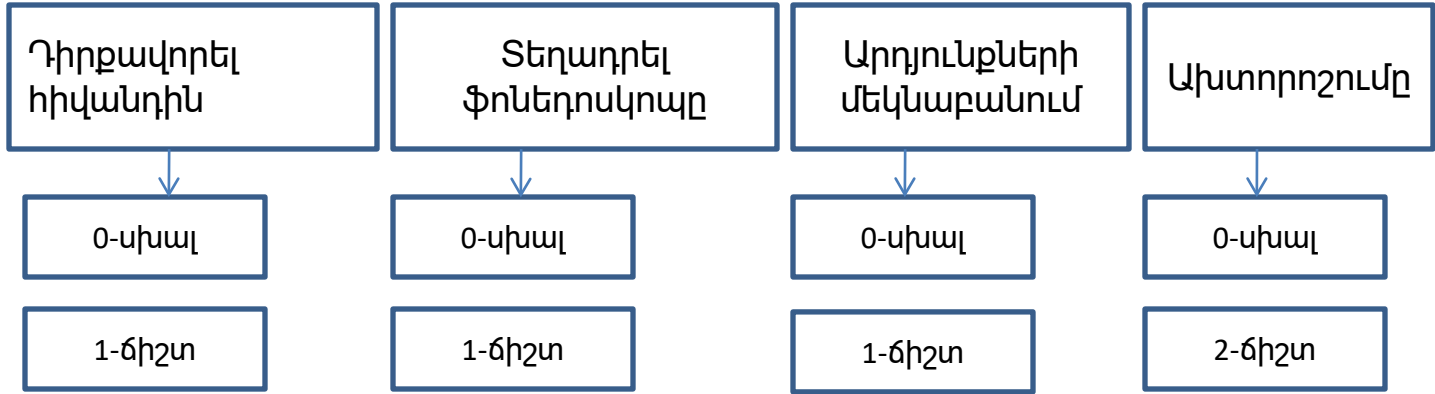 Դիրքավորել
հիվանդին
Տեղադրել
ֆոնեդոսկոպը
Արդյունքների
մեկնաբանում
Ախտորոշումը
0-սխալ
0-սխալ
0-սխալ
0-սխալ
1-ճիշտ
1-ճիշտ
1-ճիշտ
2-ճիշտ